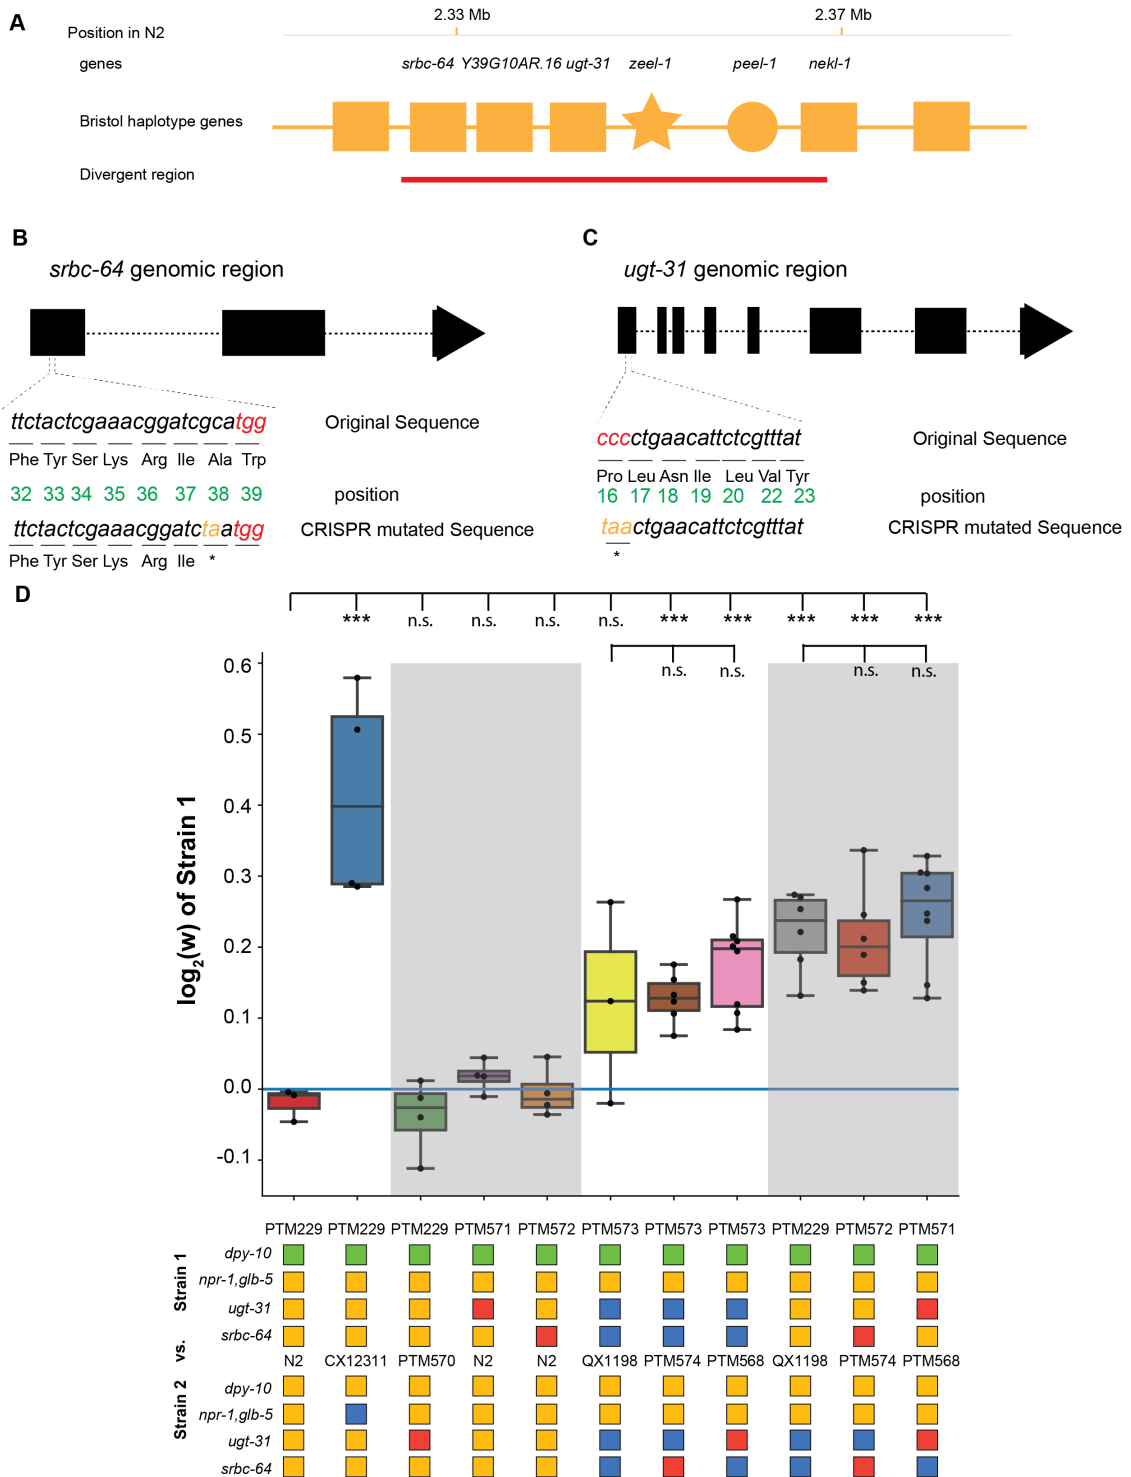 A
2.33 Mb 2.37 Mb
Position in N2
genes srbc-64 Y39G10AR.16 ugt-31 zeel-1 peel-1 nekl-1
Bristol haplotype genes
Divergent region
B
srbc-64 genomic region
ttctactcgaaacggatcgcatgg Original Sequence
Phe Tyr Ser Lys Arg Ile Ala Trp
32 33 34 35 36 37 38 39 position
ttctactcgaaacggatctaatgg CRISPR mutated Sequence
Phe Tyr Ser Lys Arg Ile *
C
ugt-31 genomic region
cccctgaacattctcgtttat Original Sequence
Pro Leu Asn Ile Leu Val Tyr
16 17 18 19 20 22 23 position
taactgaacattctcgtttat CRISPR mutated Sequence
*
D
*** n.s. n.s. n.s. n.s. *** *** *** *** ***
n.s. n.s. n.s. n.s.
log2(w) of Strain 1
0.6
0.5
0.4
0.3
0.2
0.1
0.0
-0.1
PTM229 PTM229 PTM229 PTM571 PTM572 PTM573 PTM573 PTM573 PTM229 PTM572 PTM571
Strain 1
dpy-10
npr-1,glb-5
ugt-31
srbc-64
vs.
N2 CX12311 PTM570 N2 N2 QX1198 PTM574 PTM568 QX1198 PTM574 PTM568
Strain 2
dpy-10
npr-1,glb-5
ugt-31
srbc-64